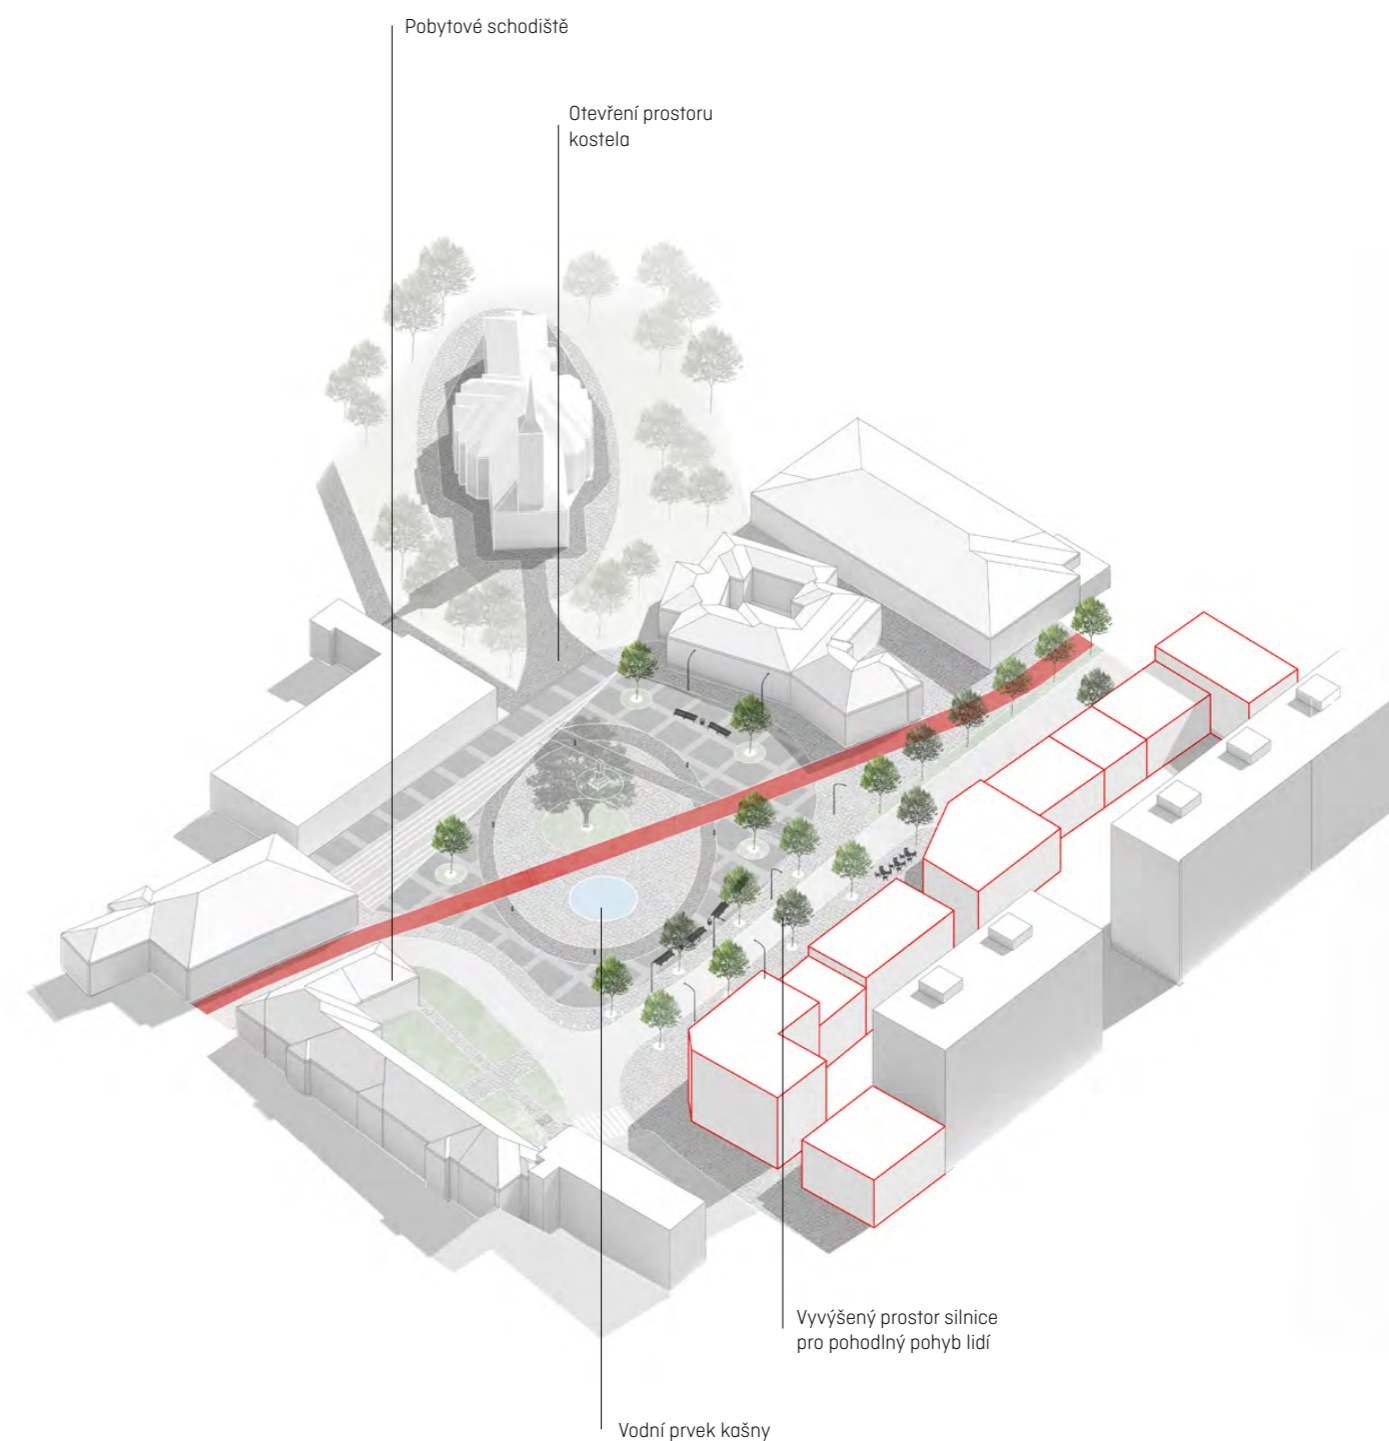 Pobytové schodiště
Otevření prostoru
kostela
Vyvýšený prostor silnice
pro pohodlný pohyb lidí
Vodní prvek kašny